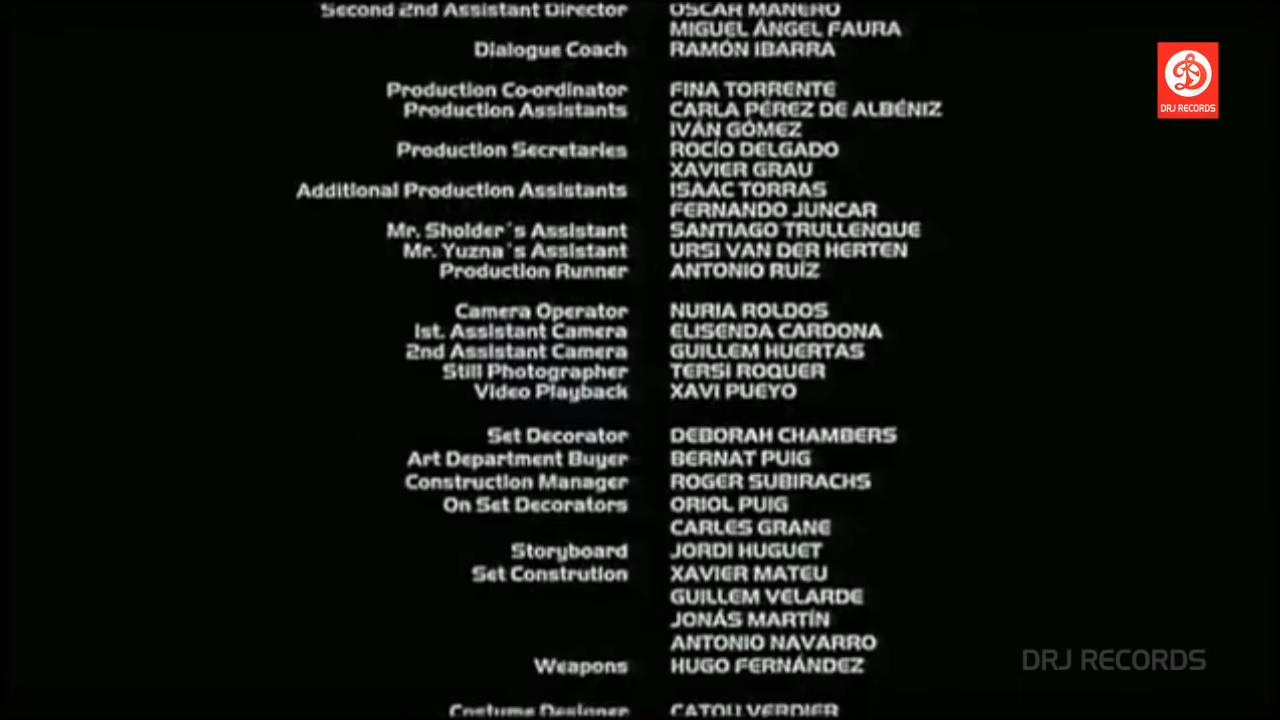 Second 2nd Assistant Director OSCAR MAÑERO
MIGUEL ÁNGEL FAURA
Dialogue Coach RAMÓN IBARRA
Production Co-ordinator FINA TORRENTE
Production Assistants CARLA PÉREZ DE ALBÉNIZ
IVÁN GÓMEZ
Production Secretaries ROCÍO DELGADO
XAVIER GRAU
Additional Production Assistants ISAAC TORRAS
FERNANDO JUNCAR
Mr. Sholder´s Assistant SANTIAGO TRULLENQUE
Mr. Yuzna´s Assistant URSI VAN DER HERTEN
Production Runner ANTONIO RUÍZ
Camera Operator NURIA ROLDOS
1st. Assistant Camera ELISENDA CARDONA
2nd Assistant Camera GUILLEM HUERTAS
Still Photographer TERSI ROQUER
Video Playback XAVI PUEYO
Set Decorator DEBORAH CHAMBERS
Art Department Buyer BERNAT PUIG
Construction Manager ROGER SUBIRACHS
On Set Decorators ORIOL PUIG
CARLES GRANE
Storyboard JORDI HUGUET
Set Constrution XAVIER MATEU
GUILLEM VELARDE
JONÁS MARTÍN
ANTONIO NAVARRO
Weapons HUGO FERNÁNDEZ
Costume Designer CATOU VERDIER
DRJ RECORDS
DRJ RECORDS